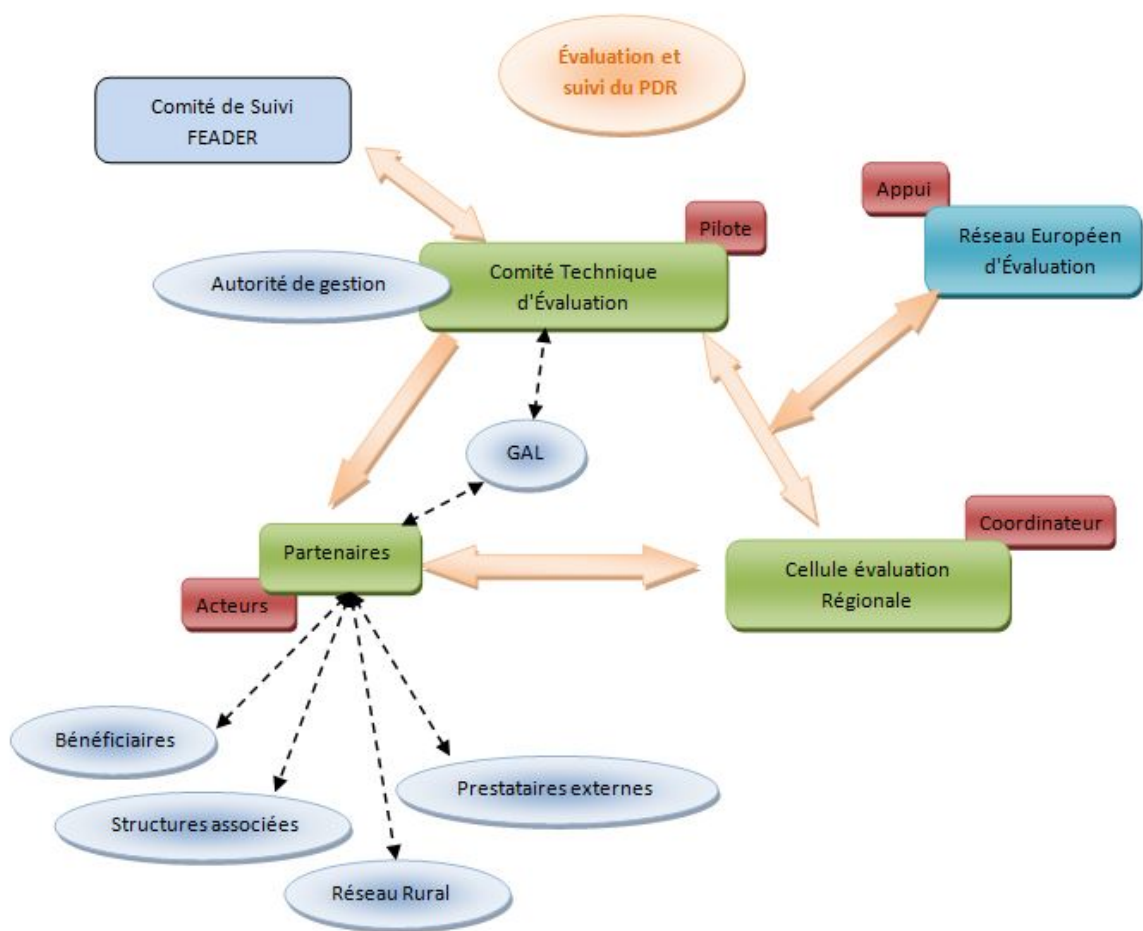 Évaluation et
suivi du PDR
Comité de Suivi
FEADER
Appui
Pilote
Réseau Européen
d'Évaluation
Autorité de gestion
Comité Technique
d'Évaluation
GAL
Coordinateur
Partenaires
Cellule évaluation
Régionale
Acteurs
Bénéficiaires
Prestataires externes
Structures associées
Réseau Rural